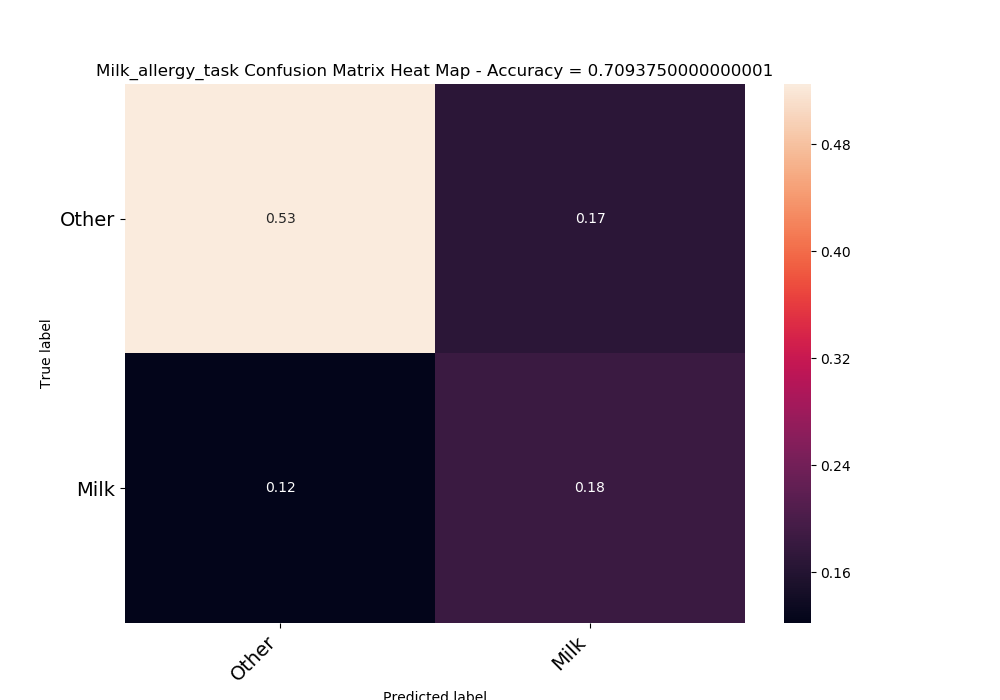 Milk_allergy_task Confusion Matrix Heat Map - Accuracy = 0.7093750000000001
0.48
Other
0.53
0.17
0.40
True label
0.32
0.24
Milk
0.12
0.18
0.16
Other
Milk
Predicted label